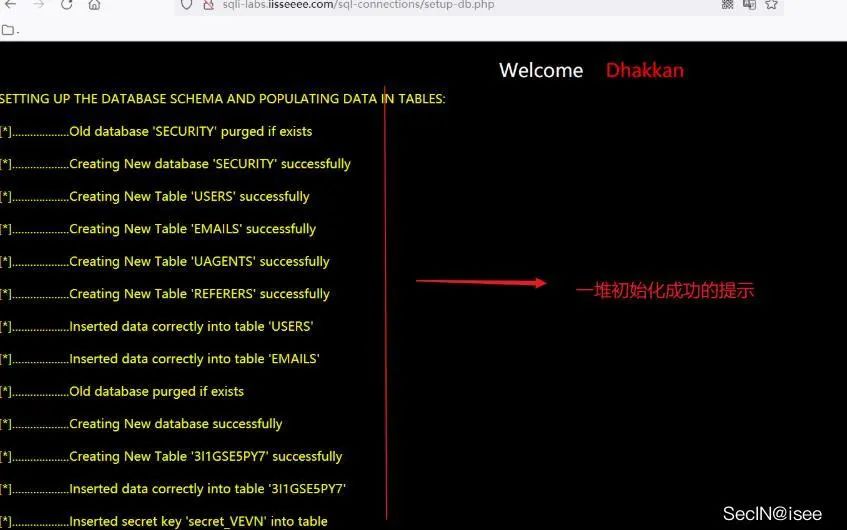 sqli-labs.iisseeee.com/sql-connections/setup-db.php
Welcome Dhakkan
SETTING UP THE DATABASE SCHEMA AND POPULATING DATA IN TABLES:
[*]...................Old database 'SECURITY' purged if exists
[*]...................Creating New database 'SECURITY' successfully
[*]...................Creating New Table 'USERS' successfully
[*]...................Creating New Table 'EMAILS' successfully
[*]...................Creating New Table 'UAGENTS' successfully
[*]...................Creating New Table 'REFERERS' successfully
一堆初始化成功的提示
[*]...................Inserted data correctly into table 'USERS'
[*]...................Inserted data correctly into table 'EMAILS'
[*]...................Old database purged if exists
[*]...................Creating New database successfully
[*]...................Creating New Table '3I1GSE5PY7' successfully
[*]...................Inserted data correctly into table '3I1GSE5PY7'
[*]...................Inserted secret key 'secret_VEVN' into table
SecIN@isee